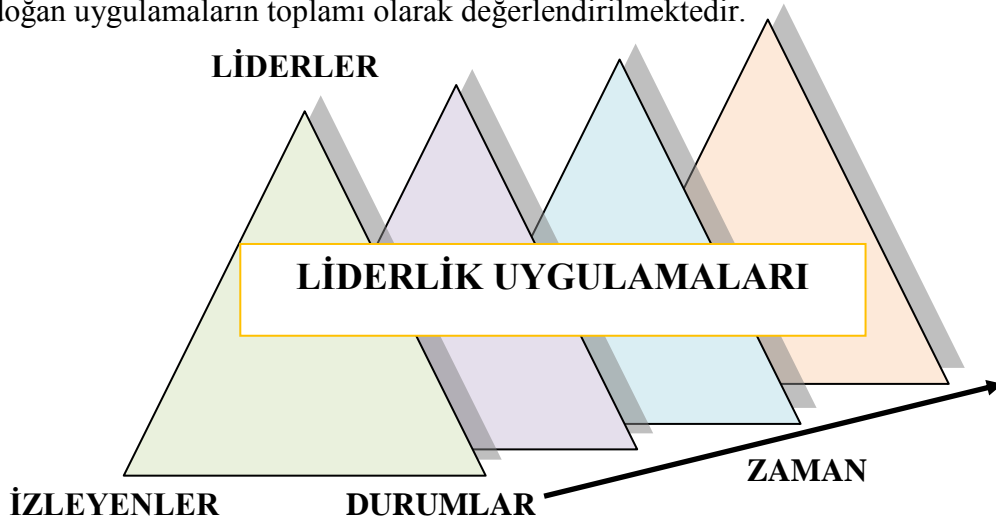 doğan uygulamaların toplamı olarak değerlendirilmektedir.
LİDERLER
LİDERLİK UYGULAMALARI
ZAMAN
İZLEYENLER DURUMLAR